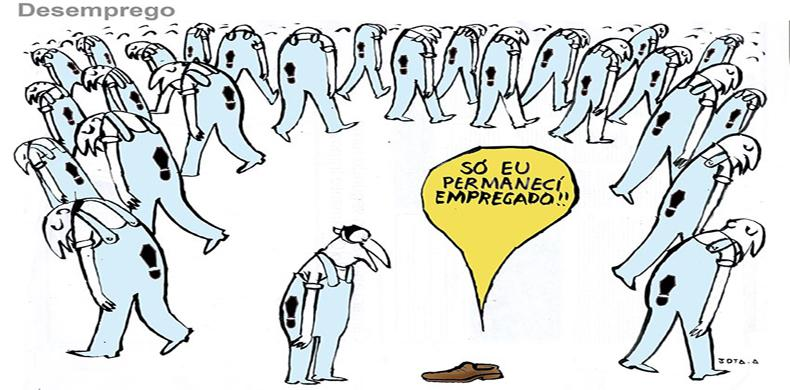 Desemprego
SÓ EU
PERMANECÍ
EMPREGADO!!
JOTA.A